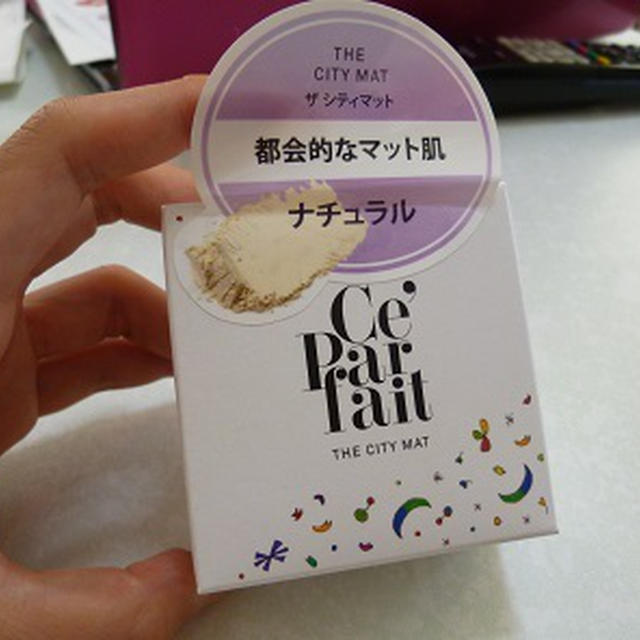 THE
CITY MAT
ザ シティマット
都会的なマット肌
ナチュラル
Ce'
Par
fait
THE CITY MAT